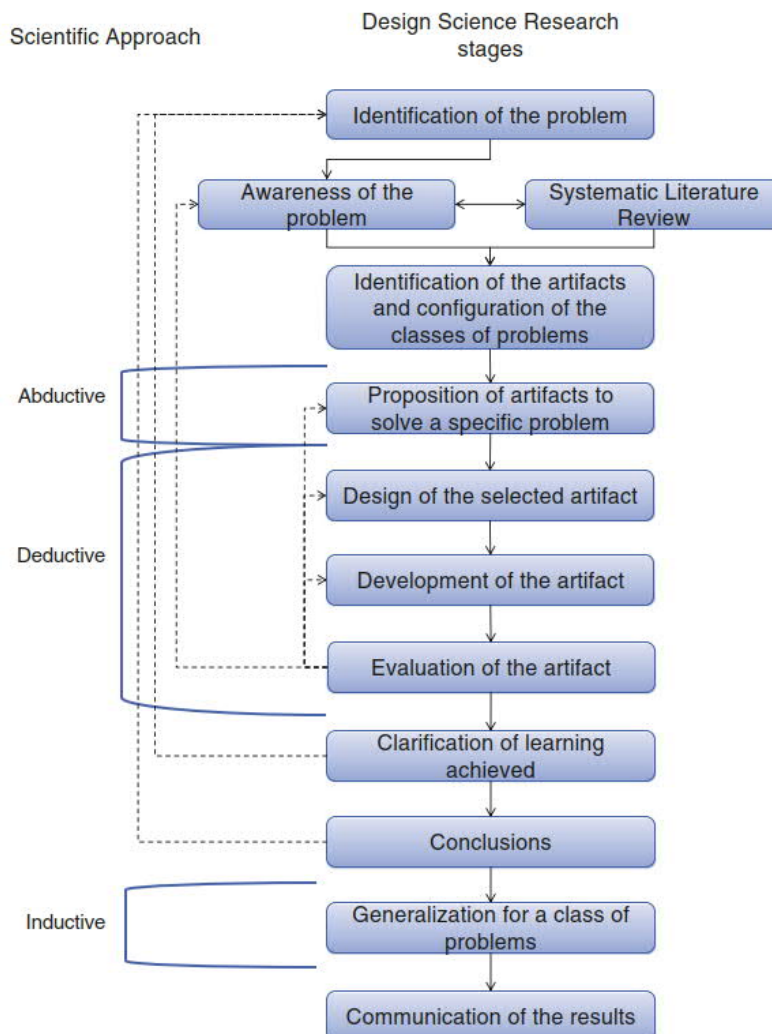 Scientific Approach
Design Science Research
stages
Identification of the problem
Awareness of the
problem
Systematic Literature
Review
Identification of the artifacts
and configuration of the
classes of problems
Abductive
Proposition of artifacts to
solve a specific problem
Design of the selected artifact
Deductive
Development of the artifact
Evaluation of the artifact
Clarification of learning
achieved
Conclusions
Inductive
Generalization for a class of
problems
Communication of the results